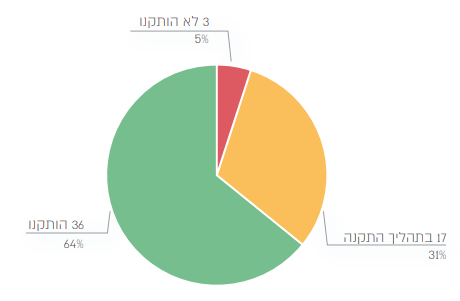 3 לא הותקנו
5%
36 הותקנו
64%
17 בתהליך התקנה
31%